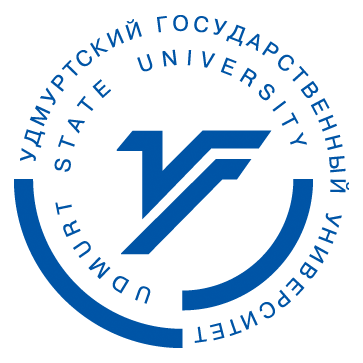 УДМУРТСКИЙ ГОСУДАРСТВЕННЫЙ УНИВЕРСИТЕТ
UDMURT STATE UNIVERSITY